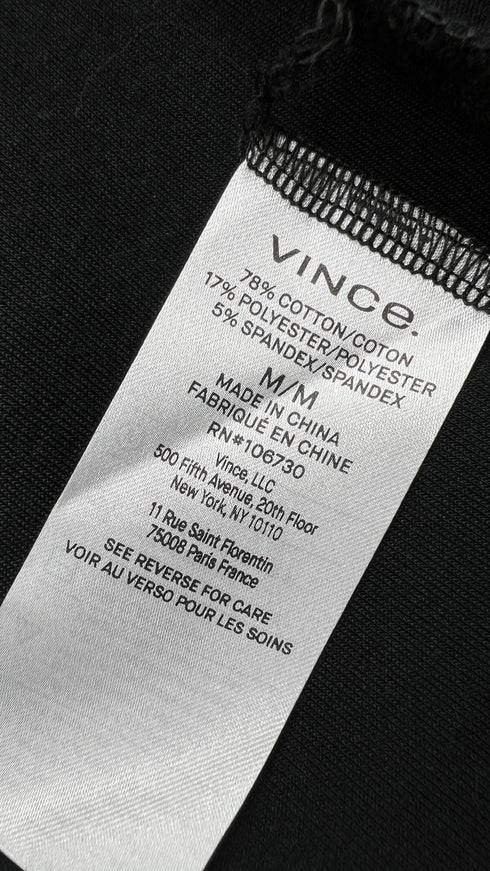 VINCE.
78% COTTON/COTON
17% POLYESTER/POLYESTER
5% SPANDEX/SPANDEX
M/M
MADE IN CHINA
FABRIQUÉ EN CHINE
RN#106730
Vince, LLC
500 Fifth Avenue, 20th Floor
New York, NY 10110
11 Rue Saint Florentin
75008 Paris France
SEE REVERSE FOR CARE
VOIR AU VERSO POUR LES SOINS